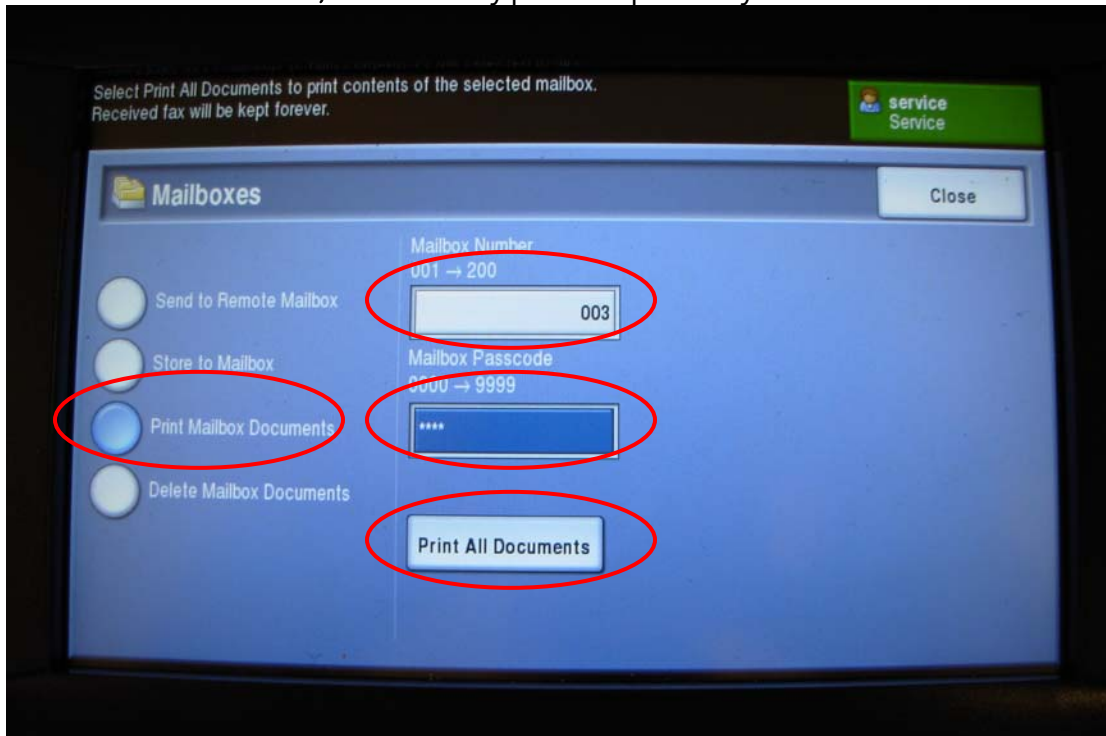 Select Print All Documents to print contents of the selected mailbox.
Received fax will be kept forever.
service
Service
Mailboxes
Close
Mailbox Number
001 → 200
003
Send to Remote Mailbox
Store to Mailbox
Mailbox Passcode
0000 → 9999
Print Mailbox Documents
****
Delete Mailbox Documents
Print All Documents